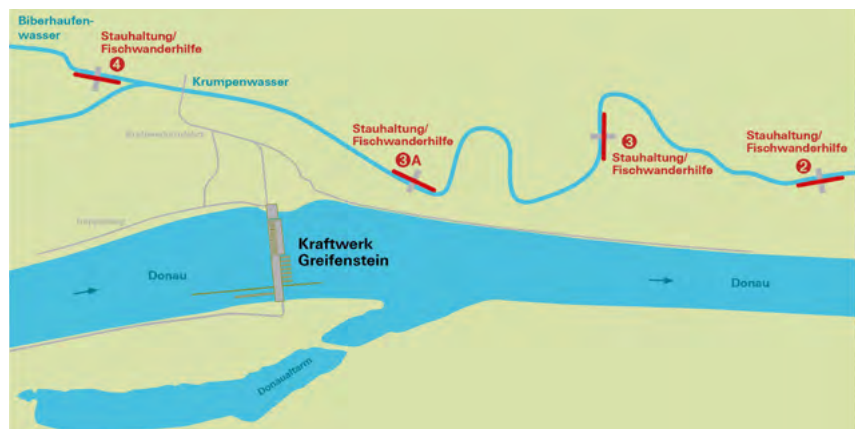 Biberhaufen-
wasser
Stauhaltung/
Fischwanderhilfe
4
Krumpenwasser
Stauhaltung/
Fischwanderhilfe
3A
3
Stauhaltung/
Fischwanderhilfe
Stauhaltung/
Fischwanderhilfe
2
Kraftwerk
Greifenstein
Donau
Donau
Donaualtarm